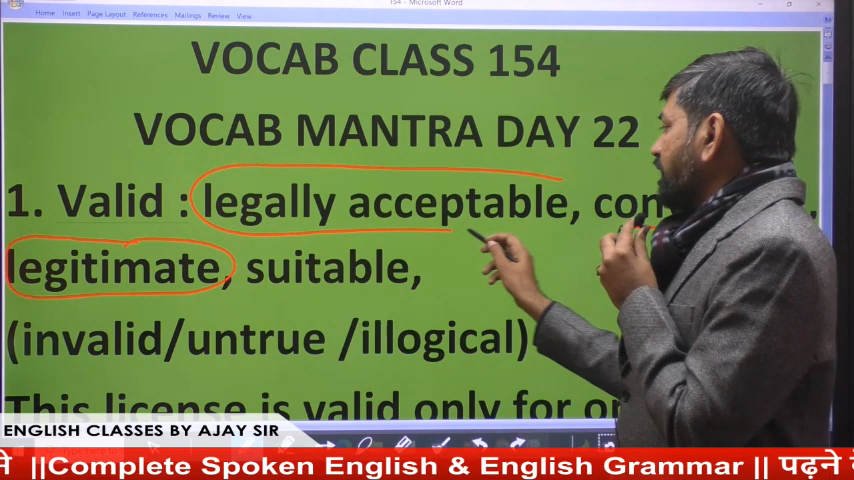 154 - Microsoft Word
Home Insert Page Layout References Mailings Review View
VOCAB CLASS 154
VOCAB MANTRA DAY 22
1. Valid : legally acceptable,
legitimate, suitable,
(invalid/untrue /illogical)
This license is valid only for
ENGLISH CLASSES BY AJAY SIR
||Complete Spoken English & English Grammar || पढ़ने